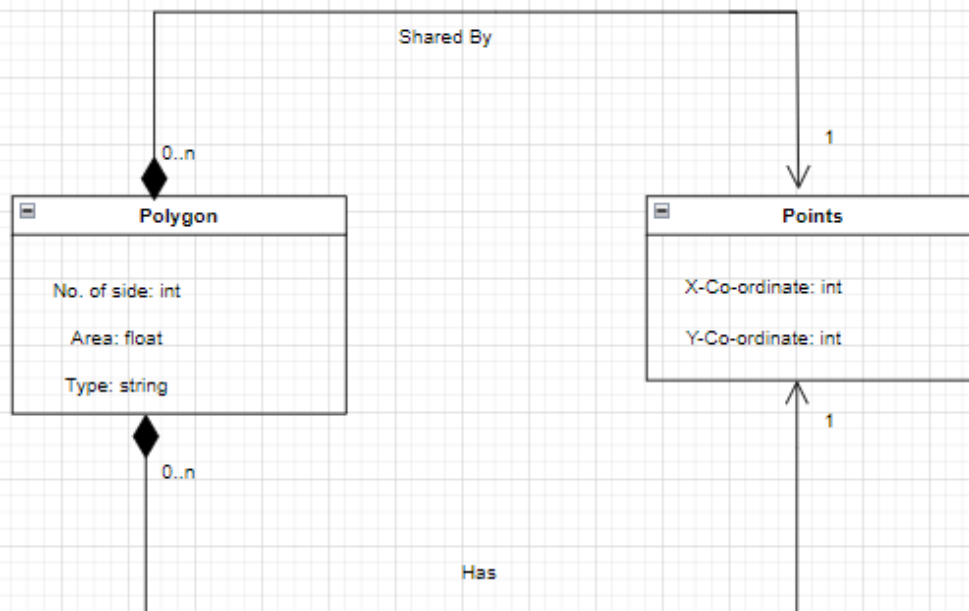 Shared By
0..n
1
Polygon
Points
No. of side: int
X-Co-ordinate: int
Area: float
Y-Co-ordinate: int
Type: string
1
0..n
Has